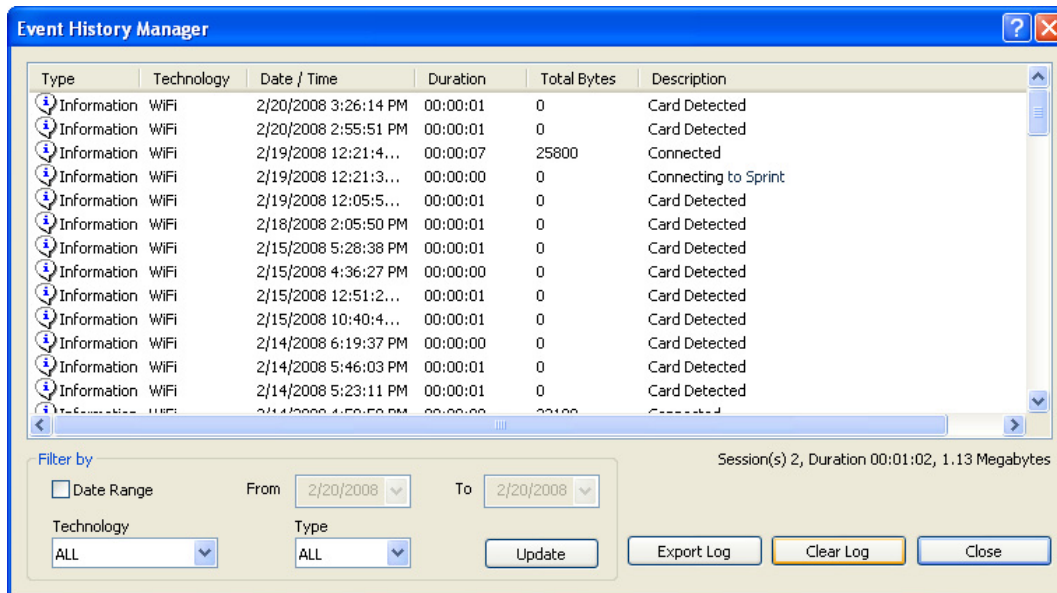 Event History Manager
Type Technology Date / Time Duration Total Bytes Description
Information WiFi 2/20/2008 3:26:14 PM 00:00:01 0 Card Detected
Information WiFi 2/20/2008 2:55:51 PM 00:00:01 0 Card Detected
Information WiFi 2/19/2008 12:21:4... 00:00:07 25800 Connected
Information WiFi 2/19/2008 12:21:3... 00:00:00 0 Connecting to Sprint
Information WiFi 2/19/2008 12:05:5... 00:00:01 0 Card Detected
Information WiFi 2/18/2008 2:05:50 PM 00:00:01 0 Card Detected
Information WiFi 2/15/2008 5:28:38 PM 00:00:01 0 Card Detected
Information WiFi 2/15/2008 4:36:27 PM 00:00:00 0 Card Detected
Information WiFi 2/15/2008 12:51:2... 00:00:01 0 Card Detected
Information WiFi 2/15/2008 10:40:4... 00:00:01 0 Card Detected
Information WiFi 2/14/2008 6:19:37 PM 00:00:00 0 Card Detected
Information WiFi 2/14/2008 5:46:03 PM 00:00:01 0 Card Detected
Information WiFi 2/14/2008 5:23:11 PM 00:00:01 0 Card Detected
Information WiFi Connected
Filter by
Session(s) 2, Duration 00:01:02, 1.13 Megabytes
Date Range From 2/20/2008 To 2/20/2008
Technology Type
ALL ALL Update Export Log Clear Log Close